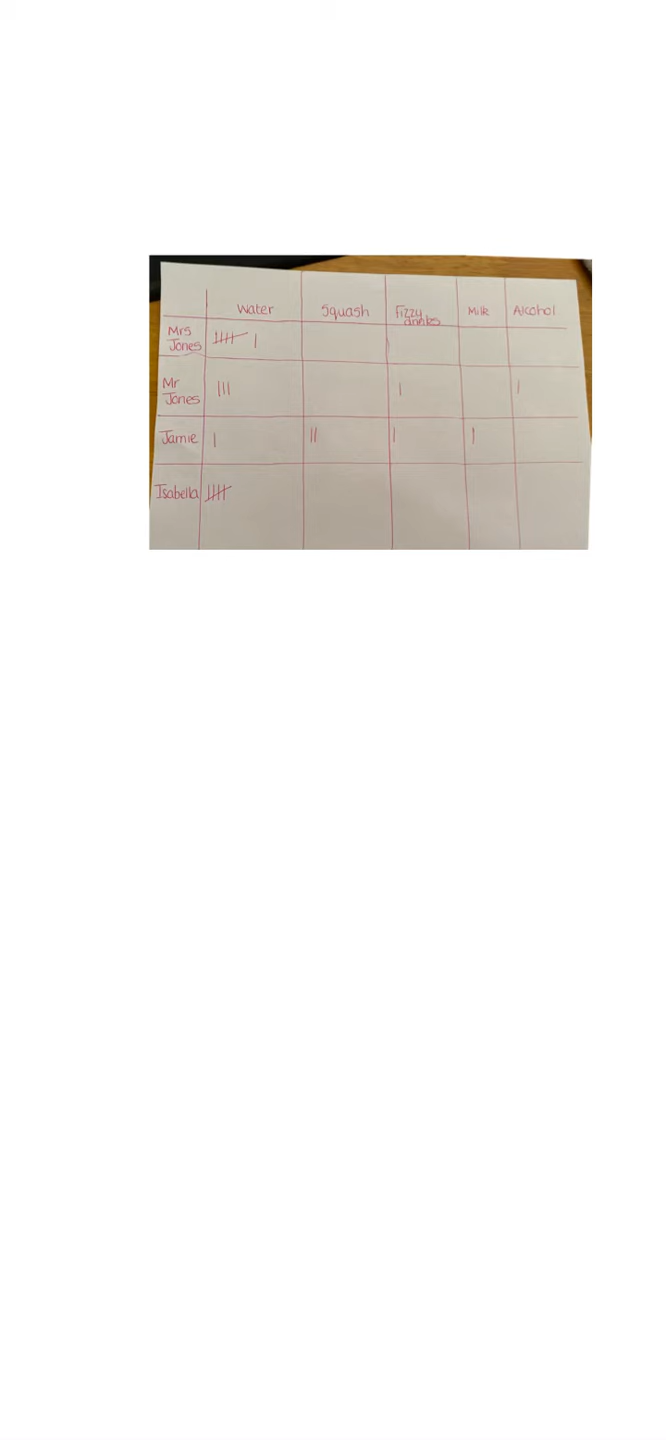 Water Squash Fizzy drinks Milk Alcohol
Mrs Jones
Mr Jones
Jamie
Isabella